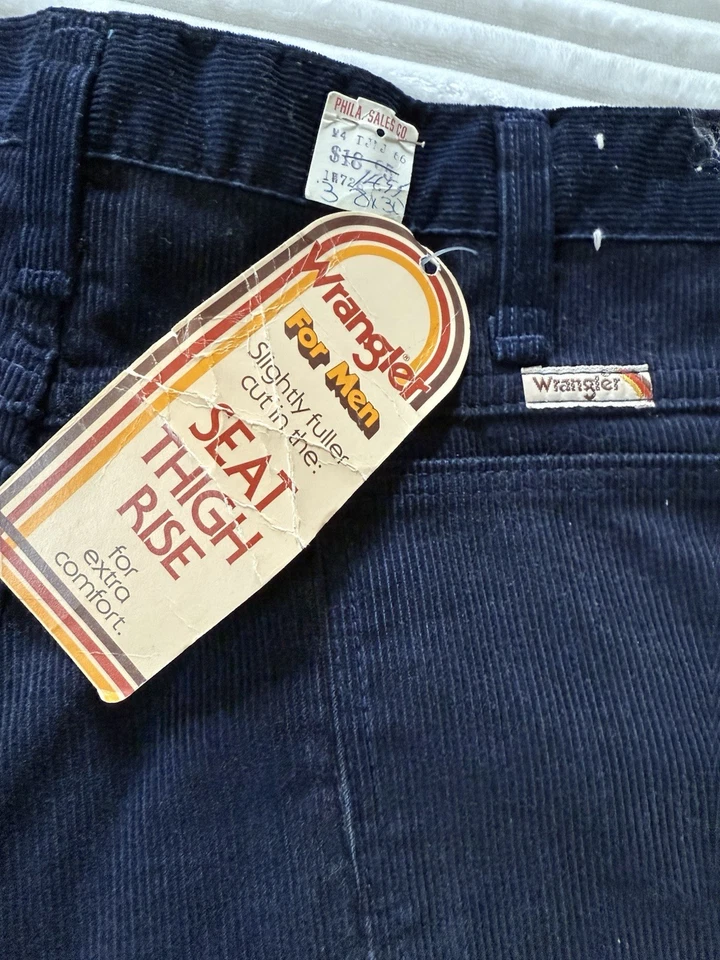 PHILA. SALES CO
$18
1W72
Wrangler®
For Men
Slightly fuller
cut in the:
SEAT
THIGH
RISE
for
extra
comfort.
Wrangler